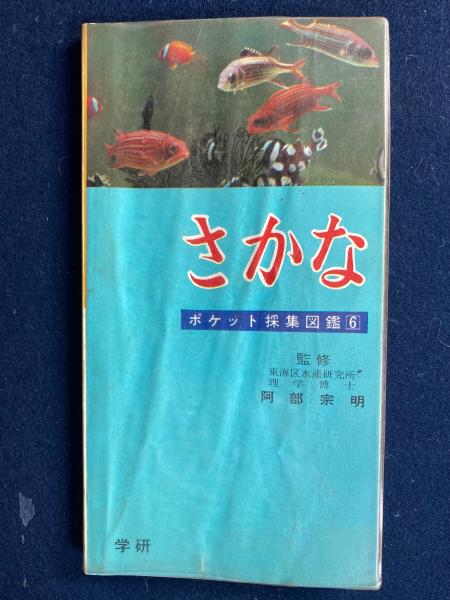 さかな
ポケット採集図鑑6
監修
東海区水産研究所
理学博士
阿部宗明
学研